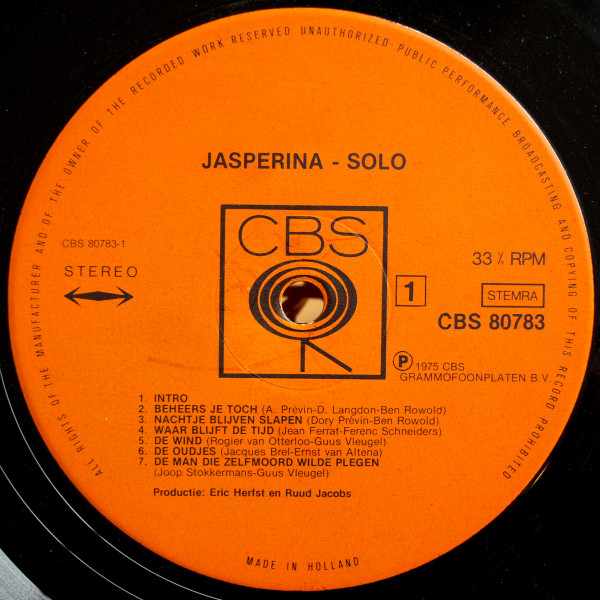 ALL RIGHTS OF THE MANUFACTURER AND OF THE OWNER OF THE RECORDED WORK RESERVED UNAUTHORIZED PUBLIC PERFORMANCE BROADCASTING AND COPYING OF THIS RECORD PROHIBITED
JASPERINA - SOLO
CBS
CBS 80783-1
STEREO
33 ⅓ RPM
1
STEMRA
CBS 80783
℗ 1975 CBS
GRAMMOFOONPLATEN B.V.
1 INTRO
2. BEHEERS JE TOCH (A. Prévin-D. Langdon-Ben Rowold)
3. NACHTJE BLIJVEN SLAPEN (Dory Prévin-Ben Rowold)
4. WAAR BLIJFT DE TIJD (Jean Ferrat-Ferenc Schneiders)
5. DE WIND (Rogier van Otterloo-Guus Vleugel)
6. DE OUDJES (Jacques Brel-Ernst van Altena)
7. DE MAN DIE ZELFMOORD WILDE PLEGEN
(Joop Stokkermans-Guus Vleugel)
Productie: Eric Herfst en Ruud Jacobs
MADE IN HOLLAND